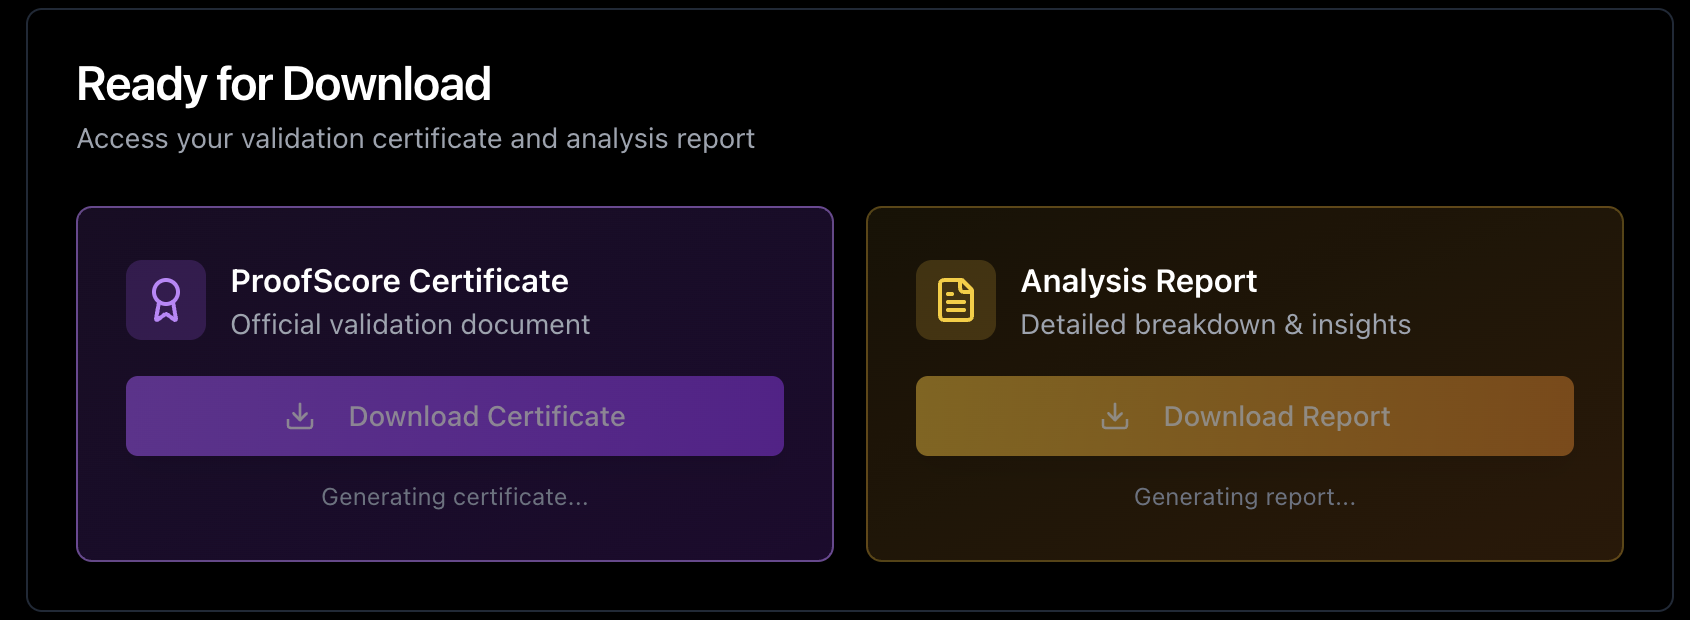 Ready for Download
Access your validation certificate and analysis report
ProofScore Certificate
Official validation document
Download Certificate
Generating certificate...
Analysis Report
Detailed breakdown & insights
Download Report
Generating report...